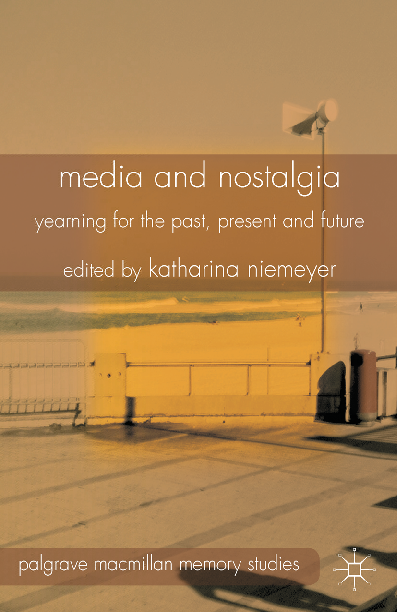 media and nostalgia
yearning for the past, present and future
edited by katharina niemeyer
palgrave macmillan memory studies